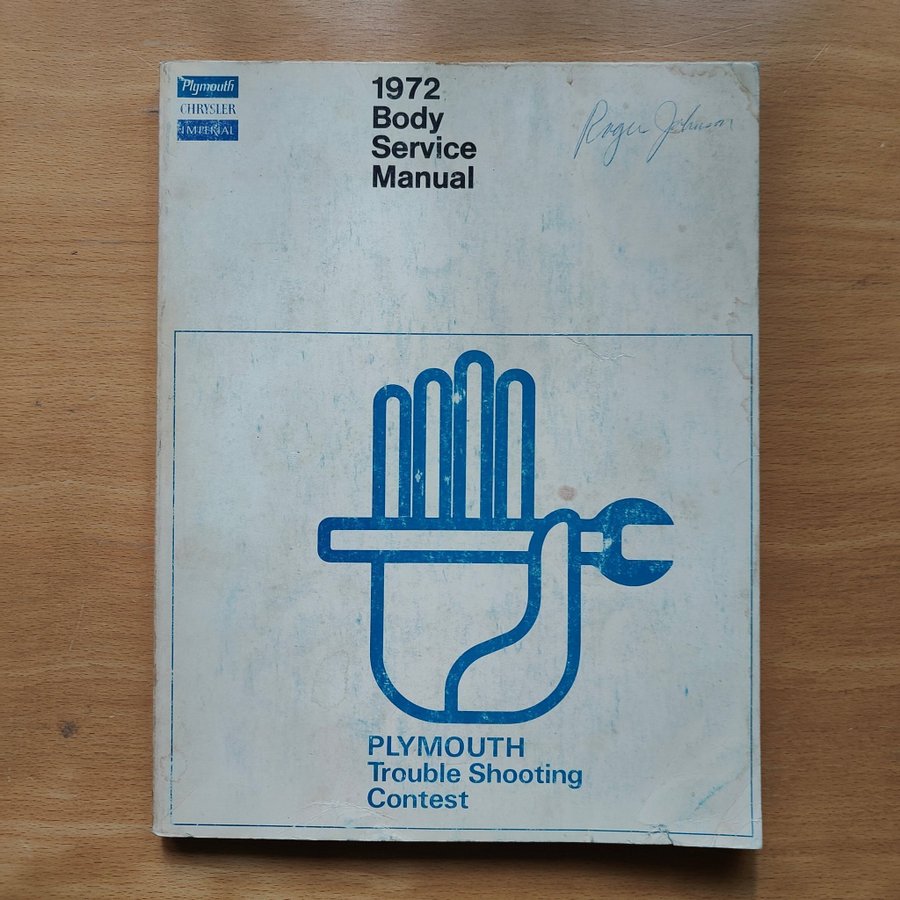 Plymouth
CHRYSLER
IMPERIAL
1972
Body
Service
Manual
Roger Johnson
PLYMOUTH
Trouble Shooting
Contest